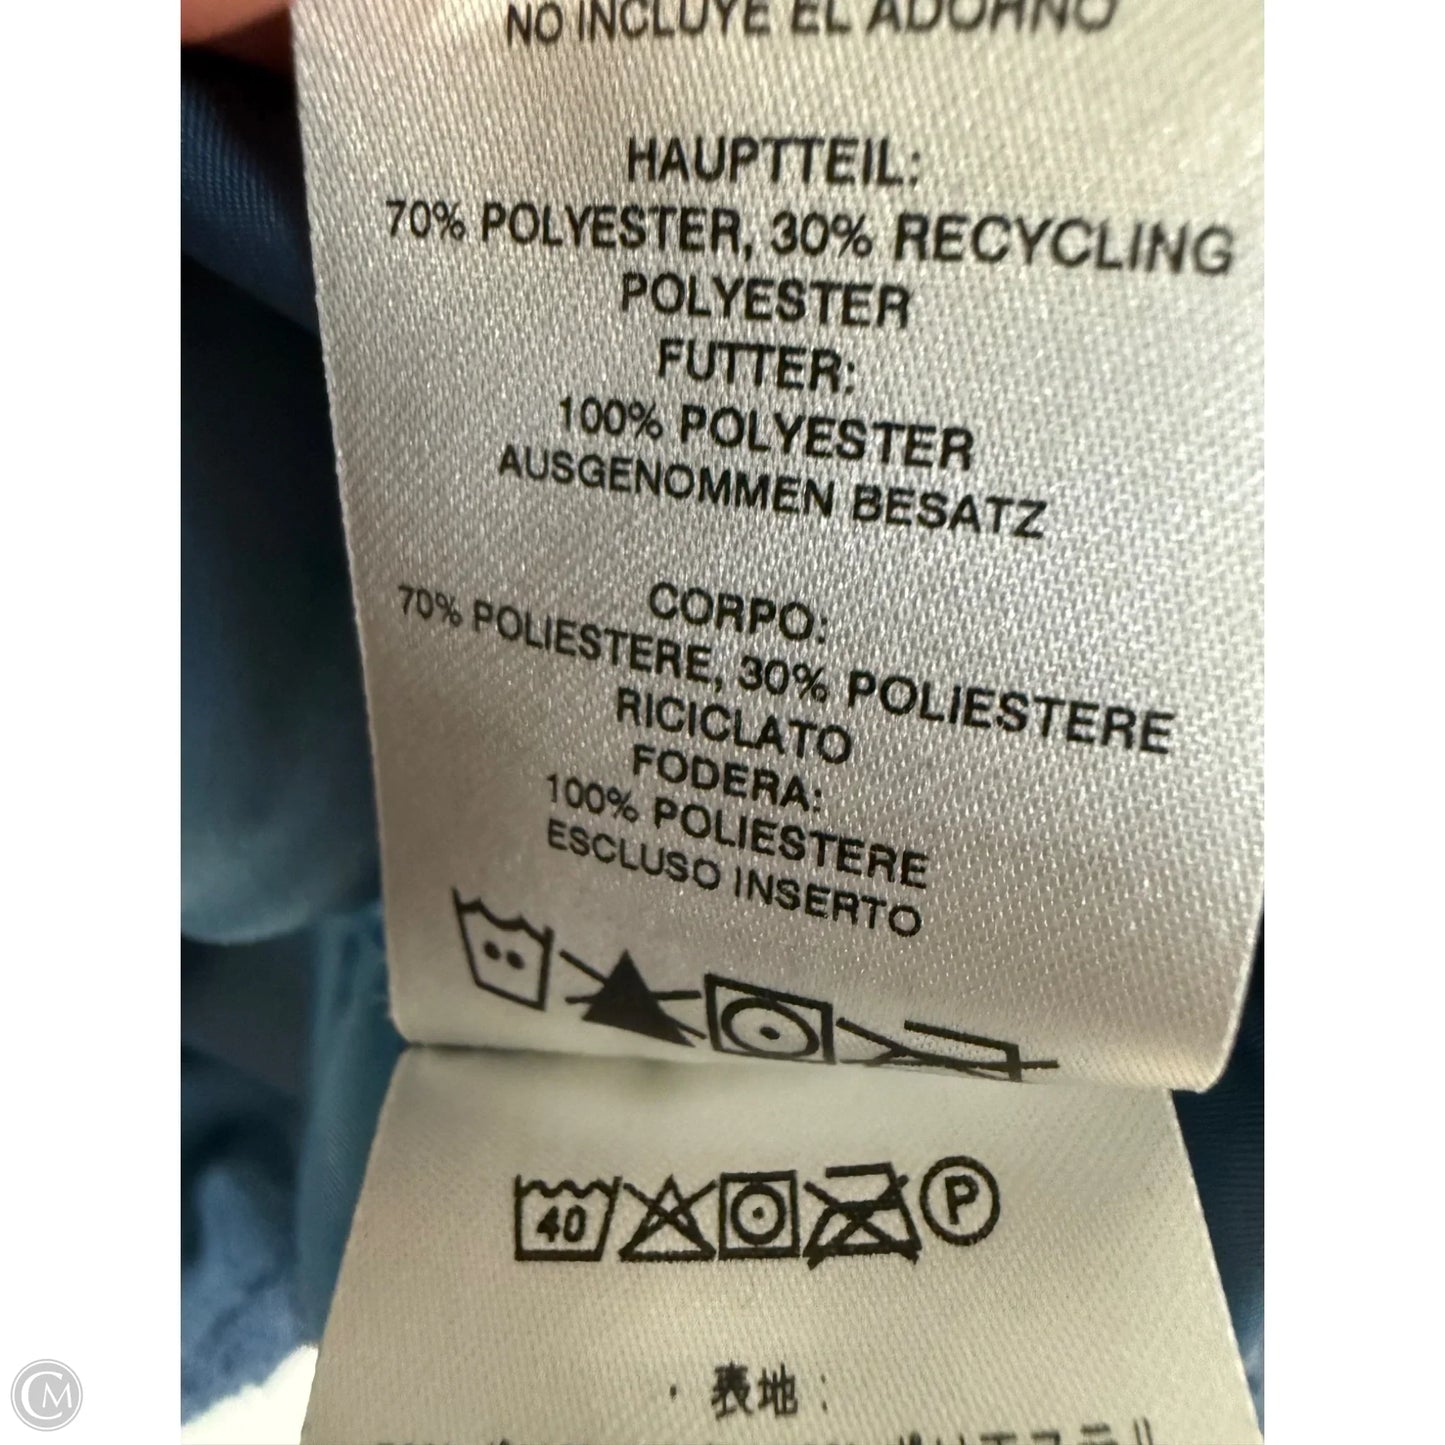 NO INCLUYE EL ADORNO
HAUPTTEIL:
70% POLYESTER, 30% RECYCLING
POLYESTER
FUTTER:
100% POLYESTER
AUSGENOMMEN BESATZ
CORPO:
70% POLIESTERE, 30% POLIESTERE
RICICLATO
FODERA:
100% POLIESTERE
ESCLUSO INSERTO
40 P
・表地:
CM